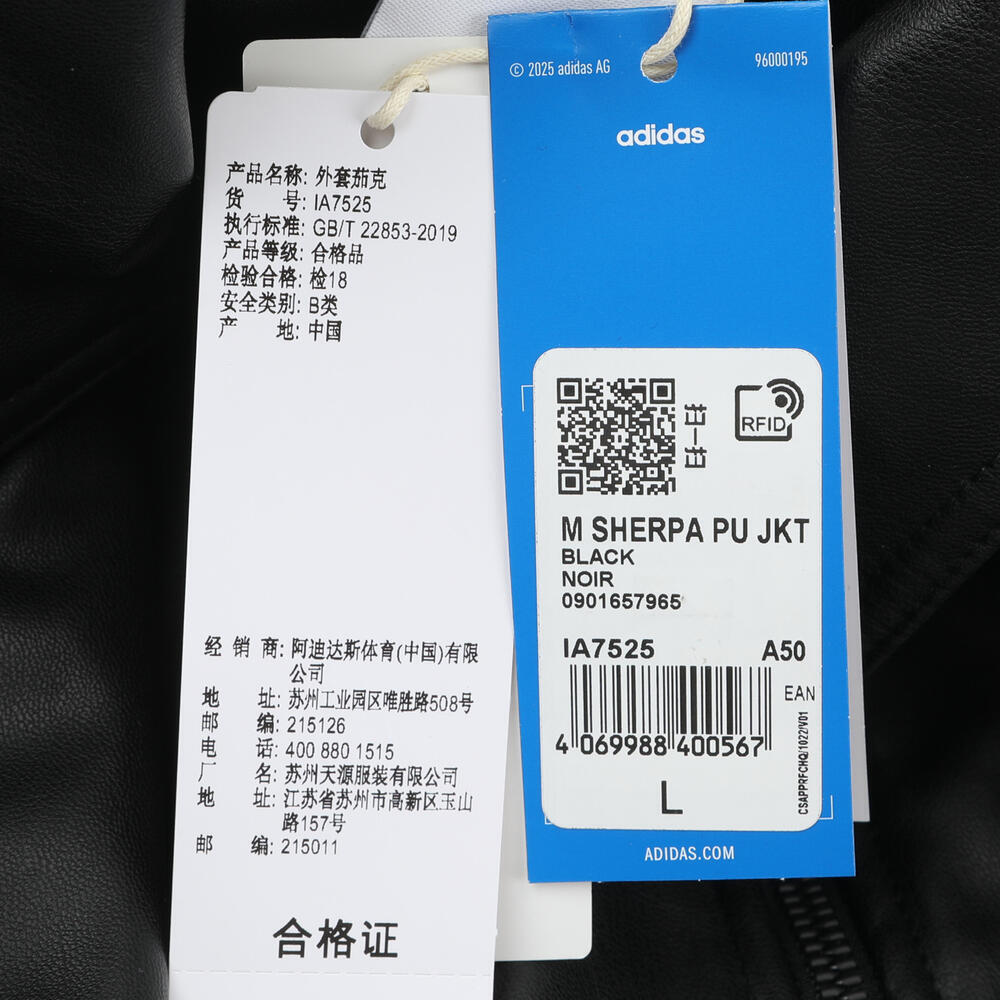 产品名称: 外套茄克
货 号: IA7525
执行标准: GB/T 22853-2019
产品等级: 合格品
检验合格: 检18
安全类别: B类
产 地: 中国
经 销 商: 阿迪达斯体育(中国)有限
公司
地 址: 苏州工业园区唯胜路508号
邮 编: 215126
电 话: 400 880 1515
厂 名: 苏州天源服装有限公司
地 址: 江苏省苏州市高新区玉山
路157号
邮 编: 215011
合格证
© 2025 adidas AG
96000195
adidas
扫一扫
RFID
M SHERPA PU JKT
BLACK
NOIR
0901657965
IA7525 A50
EAN
4 069988 400567
CSAPPRFCHQ/1022/V01
L
ADIDAS.COM